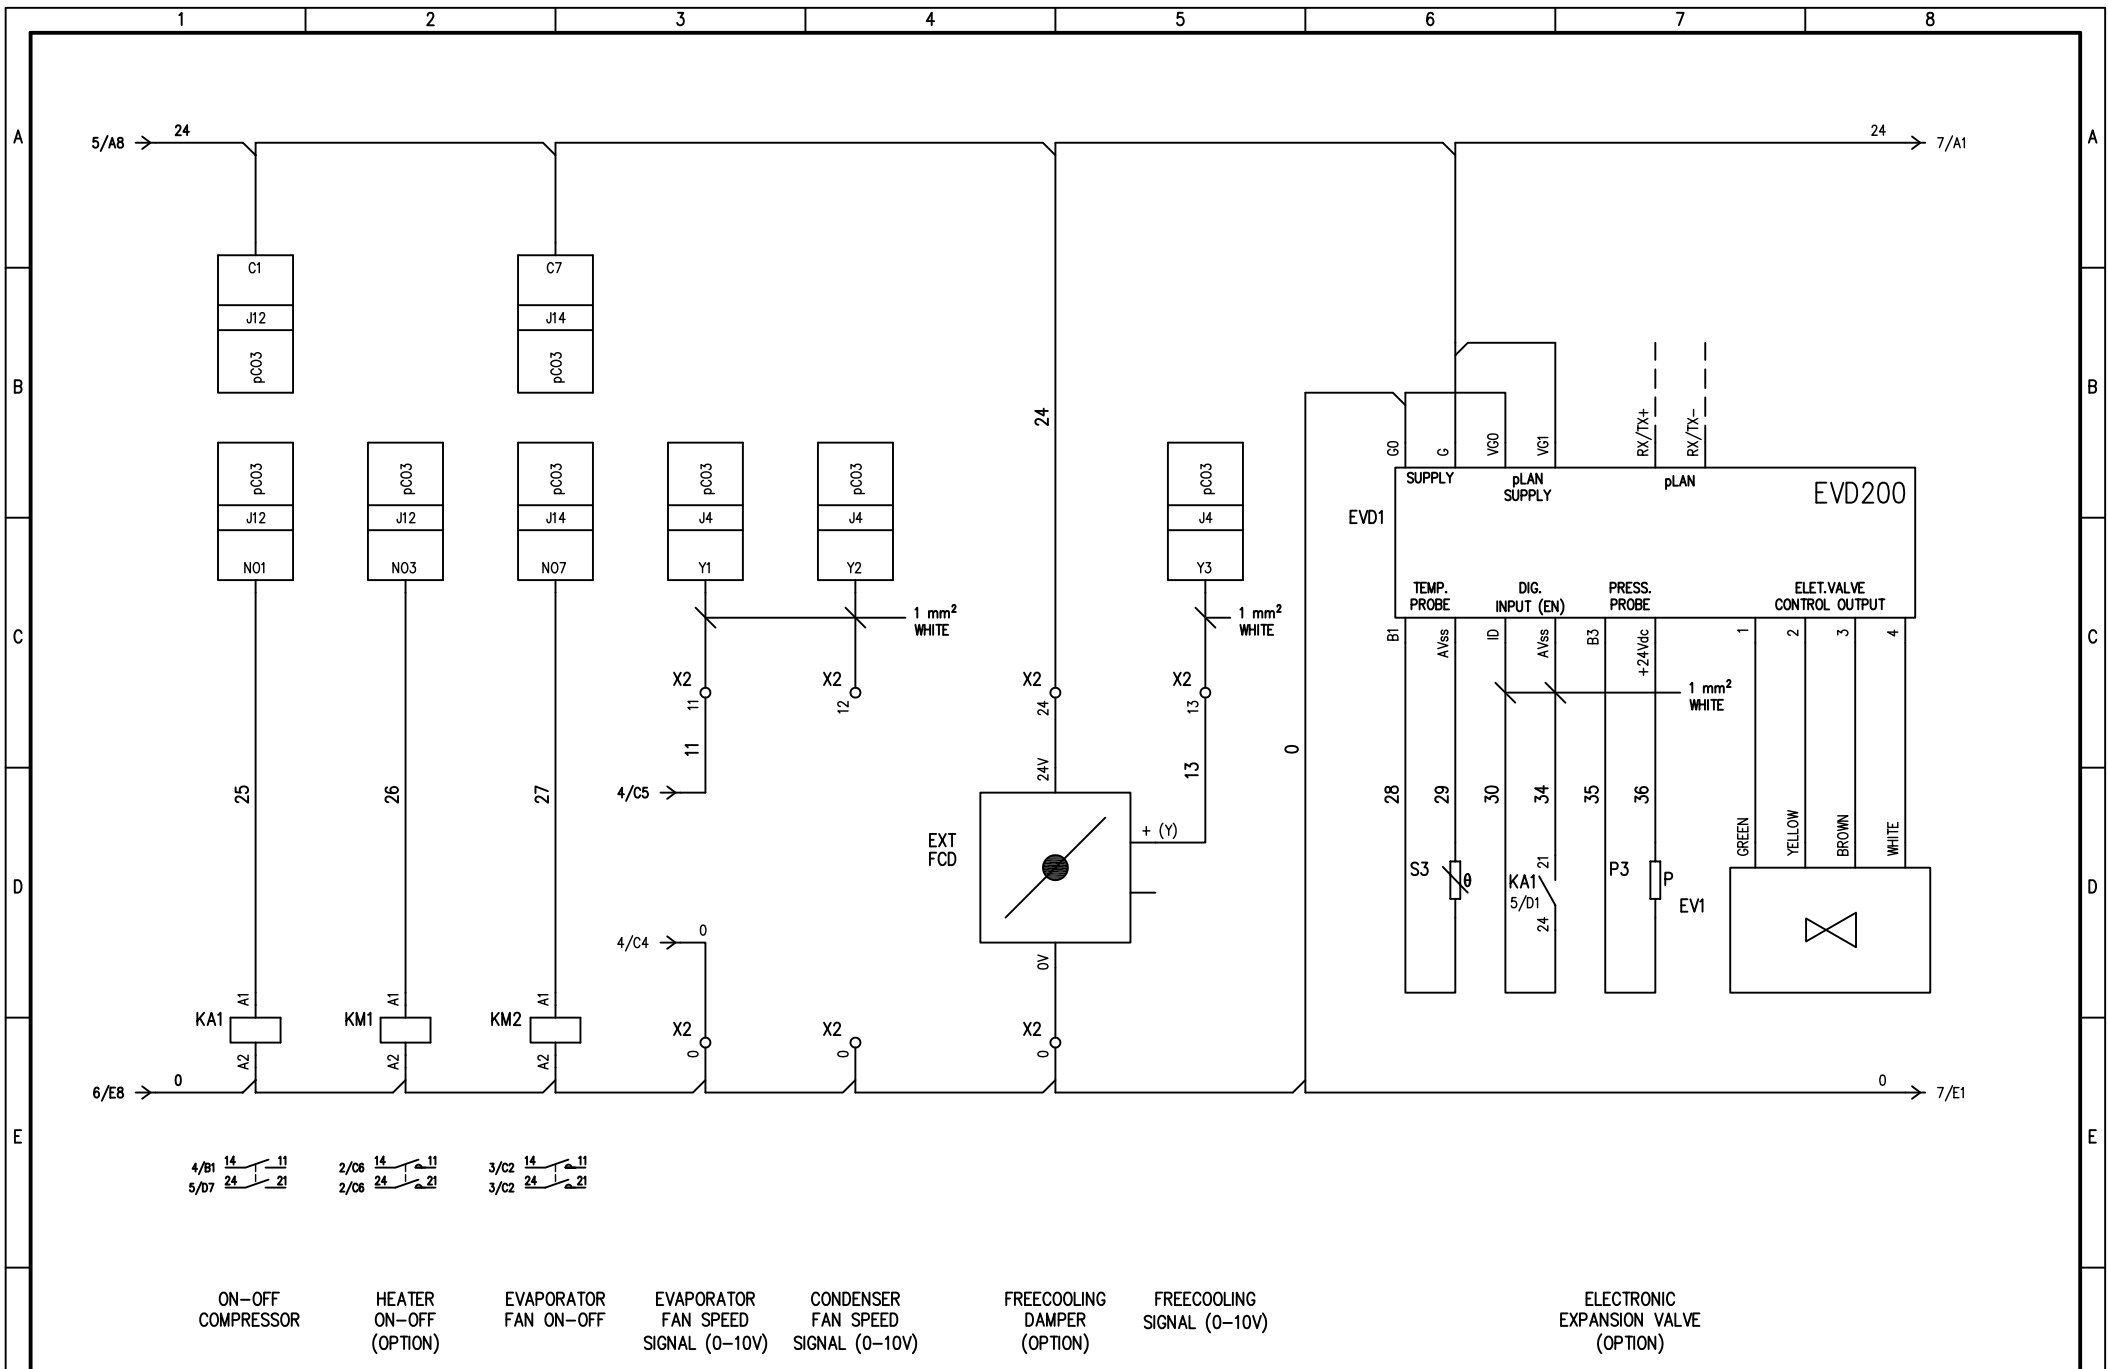 1 2 3 4 5 6 7 8
A A
5/A8 24 24 7/A1
C1 C7
J12 J14
pCO3 pCO3
B B
24
G0 G VG0 VG1 RX/TX+ RX/TX-
SUPPLY pLAN SUPPLY pLAN EVD200
EVD1
pCO3 pCO3 pCO3 pCO3 pCO3 pCO3
J12 J12 J14 J4 J4 J4
NO1 NO3 NO7 Y1 Y2 Y3
TEMP. PROBE
DIG. INPUT (EN)
PRESS. PROBE
ELET.VALVE CONTROL OUTPUT
1 mm²
WHITE
1 mm²
WHITE
C C
B1 AVss ID AVss B3 +24Vdc 1 2 3 4
X2 X2 X2 X2
11 12 24 13
1 mm²
WHITE
11 0
24V 13
4/C5
25 26 27 28 29 30 34 35 36
GREEN YELLOW BROWN WHITE
EXT
FCD
+ (Y)
S3 θ
KA1 21
5/D1
24
P3 P
EV1
D D
4/C4 0
0V
A1 A1 A1
KA1 KM1 KM2
A2 A2 A2
X2 X2 X2
0 0 0
6/E8 0 0 7/E1
E E
4/B1 14 11 2/C6 14 11 3/C2 14 11
5/D7 24 21 2/C6 24 21 3/C2 24 21
ON-OFF
COMPRESSOR
HEATER
ON-OFF
(OPTION)
EVAPORATOR
FAN ON-OFF
EVAPORATOR
FAN SPEED
SIGNAL (0-10V)
CONDENSER
FAN SPEED
SIGNAL (0-10V)
FREECOOLING
DAMPER
(OPTION)
FREECOOLING
SIGNAL (0-10V)
ELECTRONIC
EXPANSION VALVE
(OPTION)